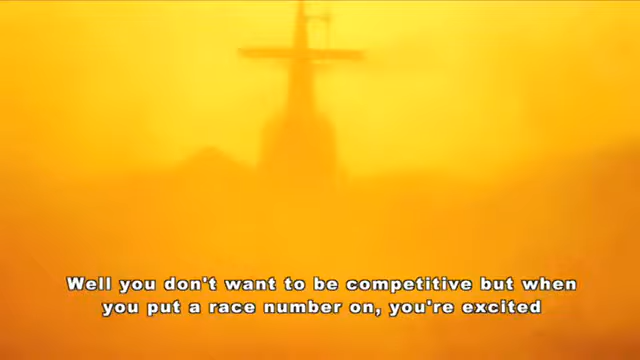 Well you don't want to be competitive but when
you put a race number on, you're excited